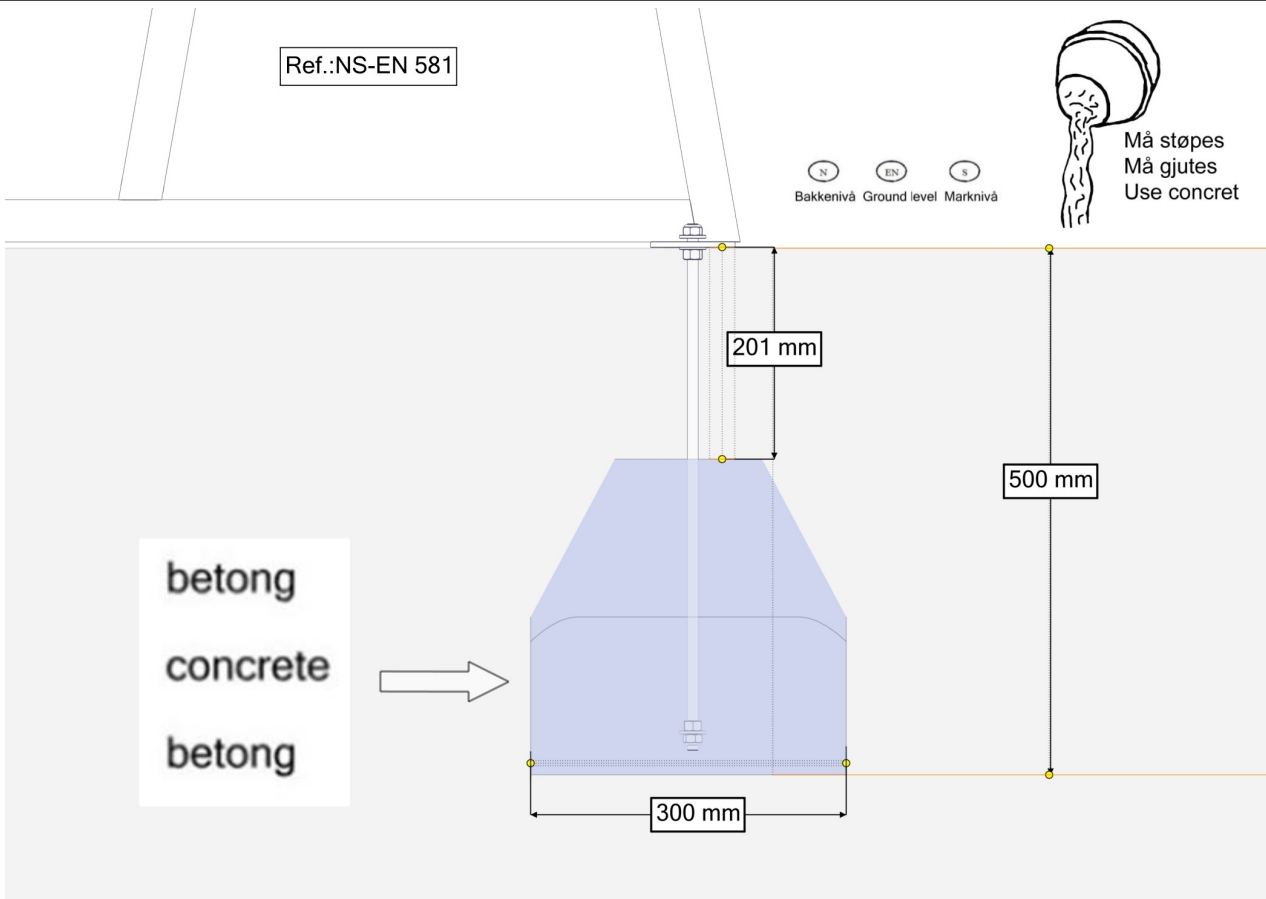 Ref.:NS-EN 581
Må støpes
Må gjutes
Use concret
N EN S
Bakkenivå Ground level Marknivå
201 mm
500 mm
betong
concrete
betong
300 mm